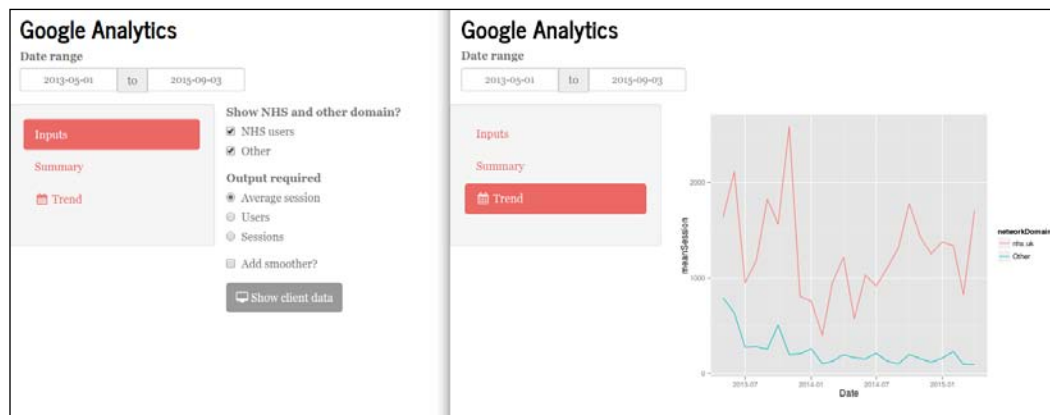 Google Analytics
Date range
2013-05-01 to 2015-09-03
Inputs
Summary
Trend
Show NHS and other domain?
NHS users
Other
Output required
Average session
Users
Sessions
Add smoother?
Show client data
Google Analytics
Date range
2013-05-01 to 2015-09-03
Inputs
Summary
Trend
meanSession
2000
1000
0
2013-07
2014-01
2014-07
2015-01
Date
networkDomain
nhs.uk
Other